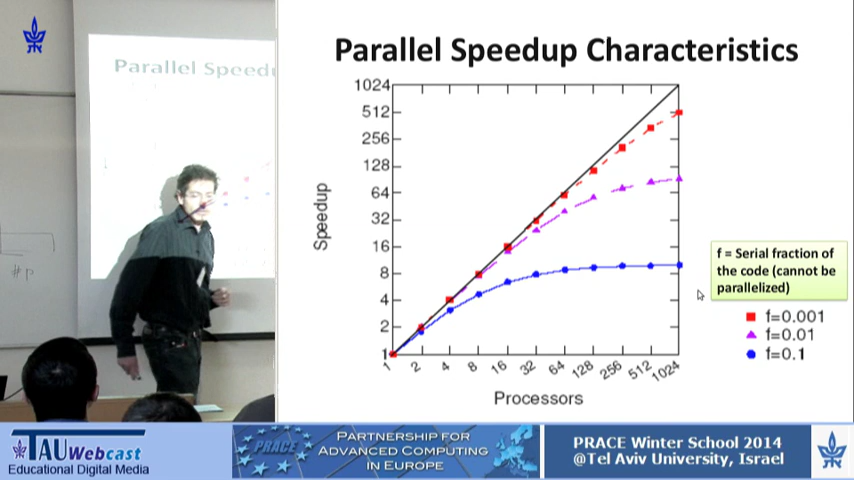 Parallel Speedup Characteristics
Parallel Speedu
1024
512
256
128
64
32
16
8
4
2
1
Speedup
1 2 4 8 16 32 64 128 256 512 1024
Processors
f = Serial fraction of
the code (cannot be
parallelized)
f=0.001
f=0.01
f=0.1
#p
TAU Webcast
Educational Digital Media
PRACE
PARTNERSHIP FOR
ADVANCED COMPUTING
IN EUROPE
PRACE Winter School 2014
@Tel Aviv University, Israel